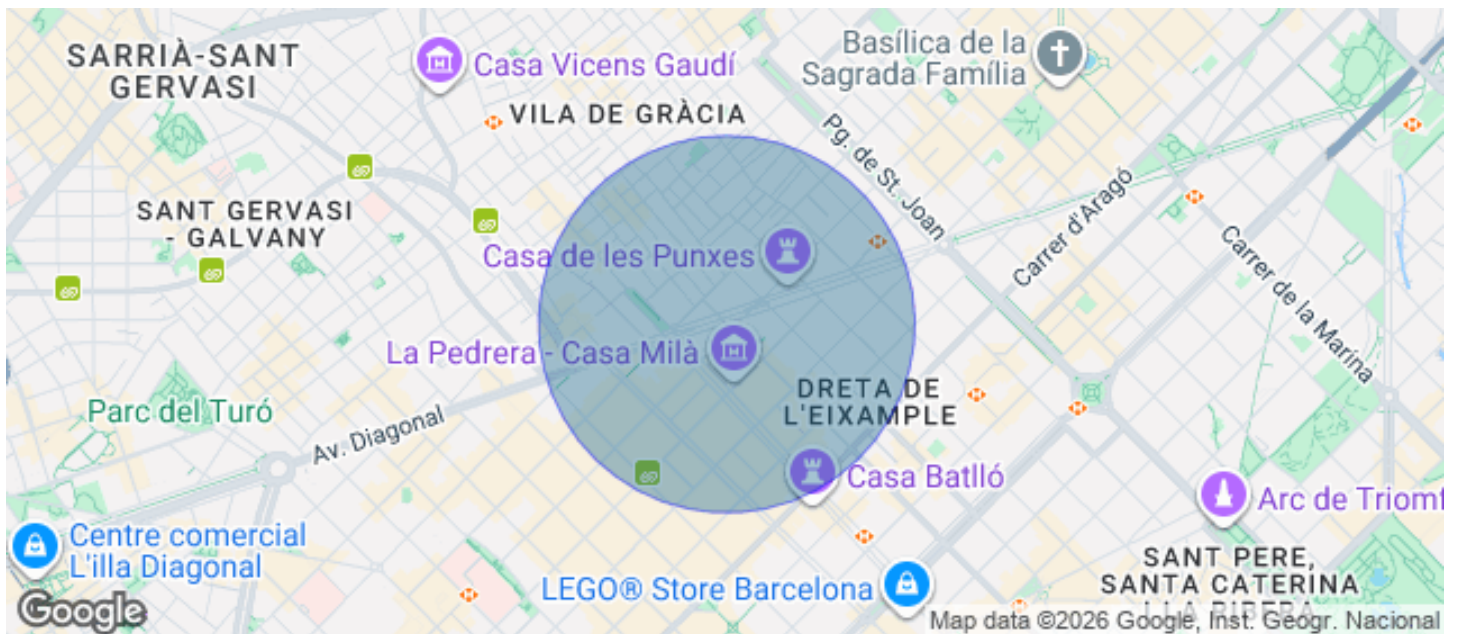 SARRIÀ-SANT
GERVASI
Casa Vicens Gaudí
Basílica de la
Sagrada Família
VILA DE GRÀCIA
Pg. de St. Joan
Carrer d'Aragó
SANT GERVASI
- GALVANY
Casa de les Punxes
Carrer de la Marina
La Pedrera - Casa Milà
DRETA DE
L'EIXAMPLE
Parc del Turó
Av. Diagonal
Casa Batlló
Arc de Triomf
Centre comercial
L'illa Diagonal
LEGO® Store Barcelona
SANT PERE,
SANTA CATERINA
I LA RIBERA
Google
Map data ©2026 Google, Inst. Geogr. Nacional